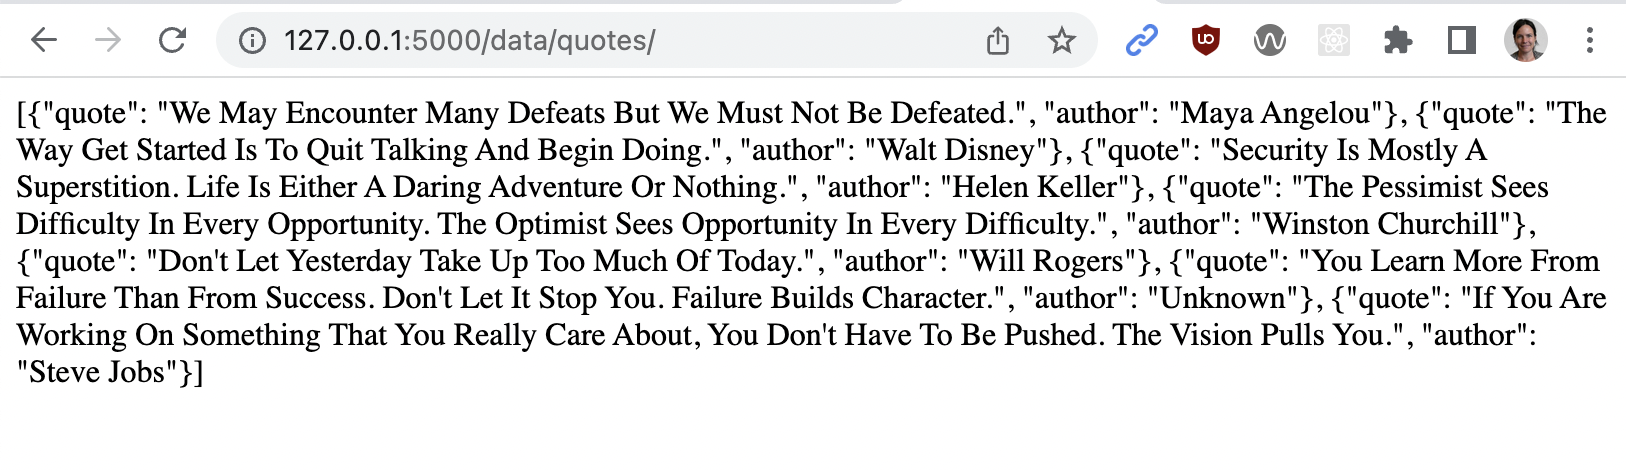 127.0.0.1:5000/data/quotes/
[{"quote": "We May Encounter Many Defeats But We Must Not Be Defeated.", "author": "Maya Angelou"}, {"quote": "The
Way Get Started Is To Quit Talking And Begin Doing.", "author": "Walt Disney"}, {"quote": "Security Is Mostly A
Superstition. Life Is Either A Daring Adventure Or Nothing.", "author": "Helen Keller"}, {"quote": "The Pessimist Sees
Difficulty In Every Opportunity. The Optimist Sees Opportunity In Every Difficulty.", "author": "Winston Churchill"},
{"quote": "Don't Let Yesterday Take Up Too Much Of Today.", "author": "Will Rogers"}, {"quote": "You Learn More From
Failure Than From Success. Don't Let It Stop You. Failure Builds Character.", "author": "Unknown"}, {"quote": "If You Are
Working On Something That You Really Care About, You Don't Have To Be Pushed. The Vision Pulls You.", "author":
"Steve Jobs"}]